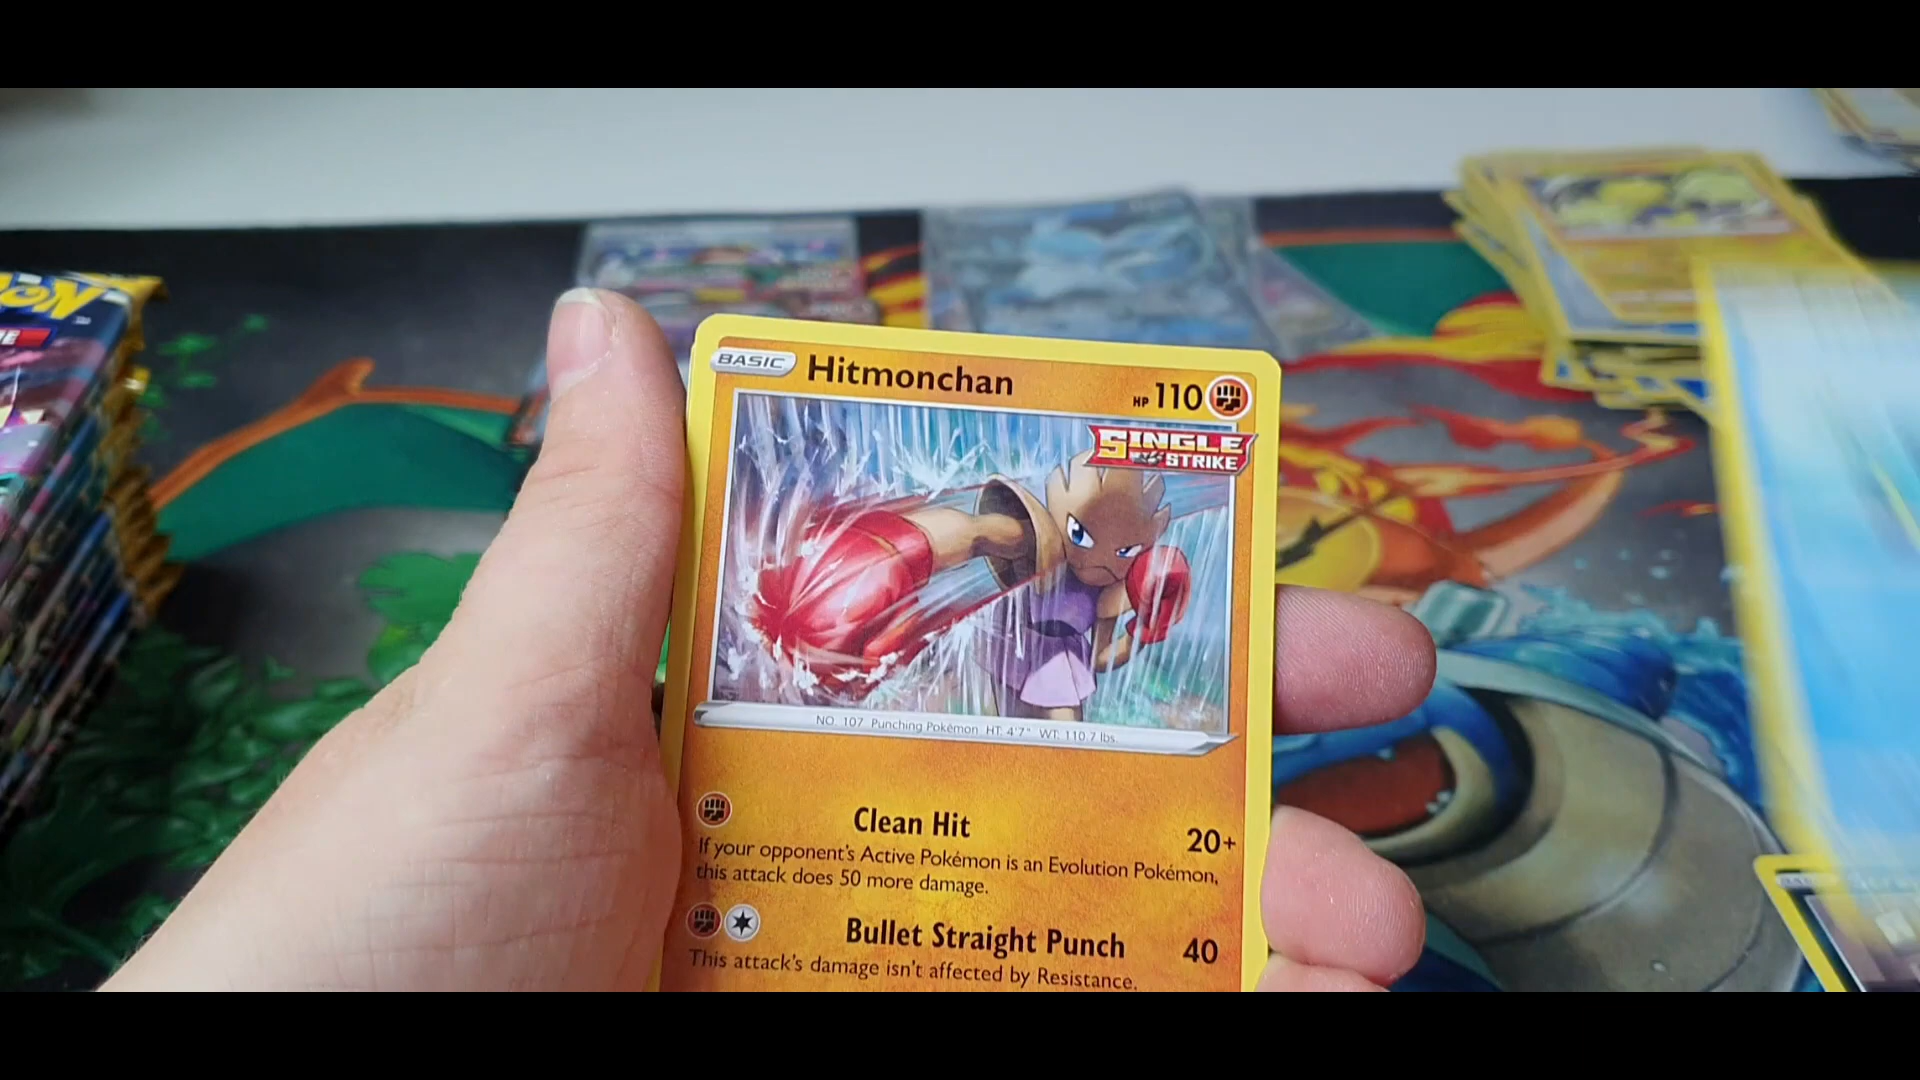 BASIC Hitmonchan HP 110
SINGLE
STRIKE
NO. 107 Punching Pokémon HT: 4'7" WT: 110.7 lbs.
Clean Hit 20+
If your opponent's Active Pokémon is an Evolution Pokémon,
this attack does 50 more damage.
Bullet Straight Punch 40
This attack's damage isn't affected by Resistance.